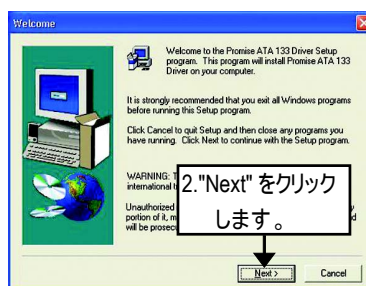 Welcome
Welcome to the Promise ATA 133 Driver Setup
program. This program will install Promise ATA 133
Driver on your computer.
It is strongly recommended that you exit all Windows programs
before running this Setup program.
Click Cancel to quit Setup and then close any programs you
have running. Click Next to continue with the Setup program.
WARNING:
international
Unauthorized
portion of it,
will be
2."Next" をクリック
します。
Next >
Cancel